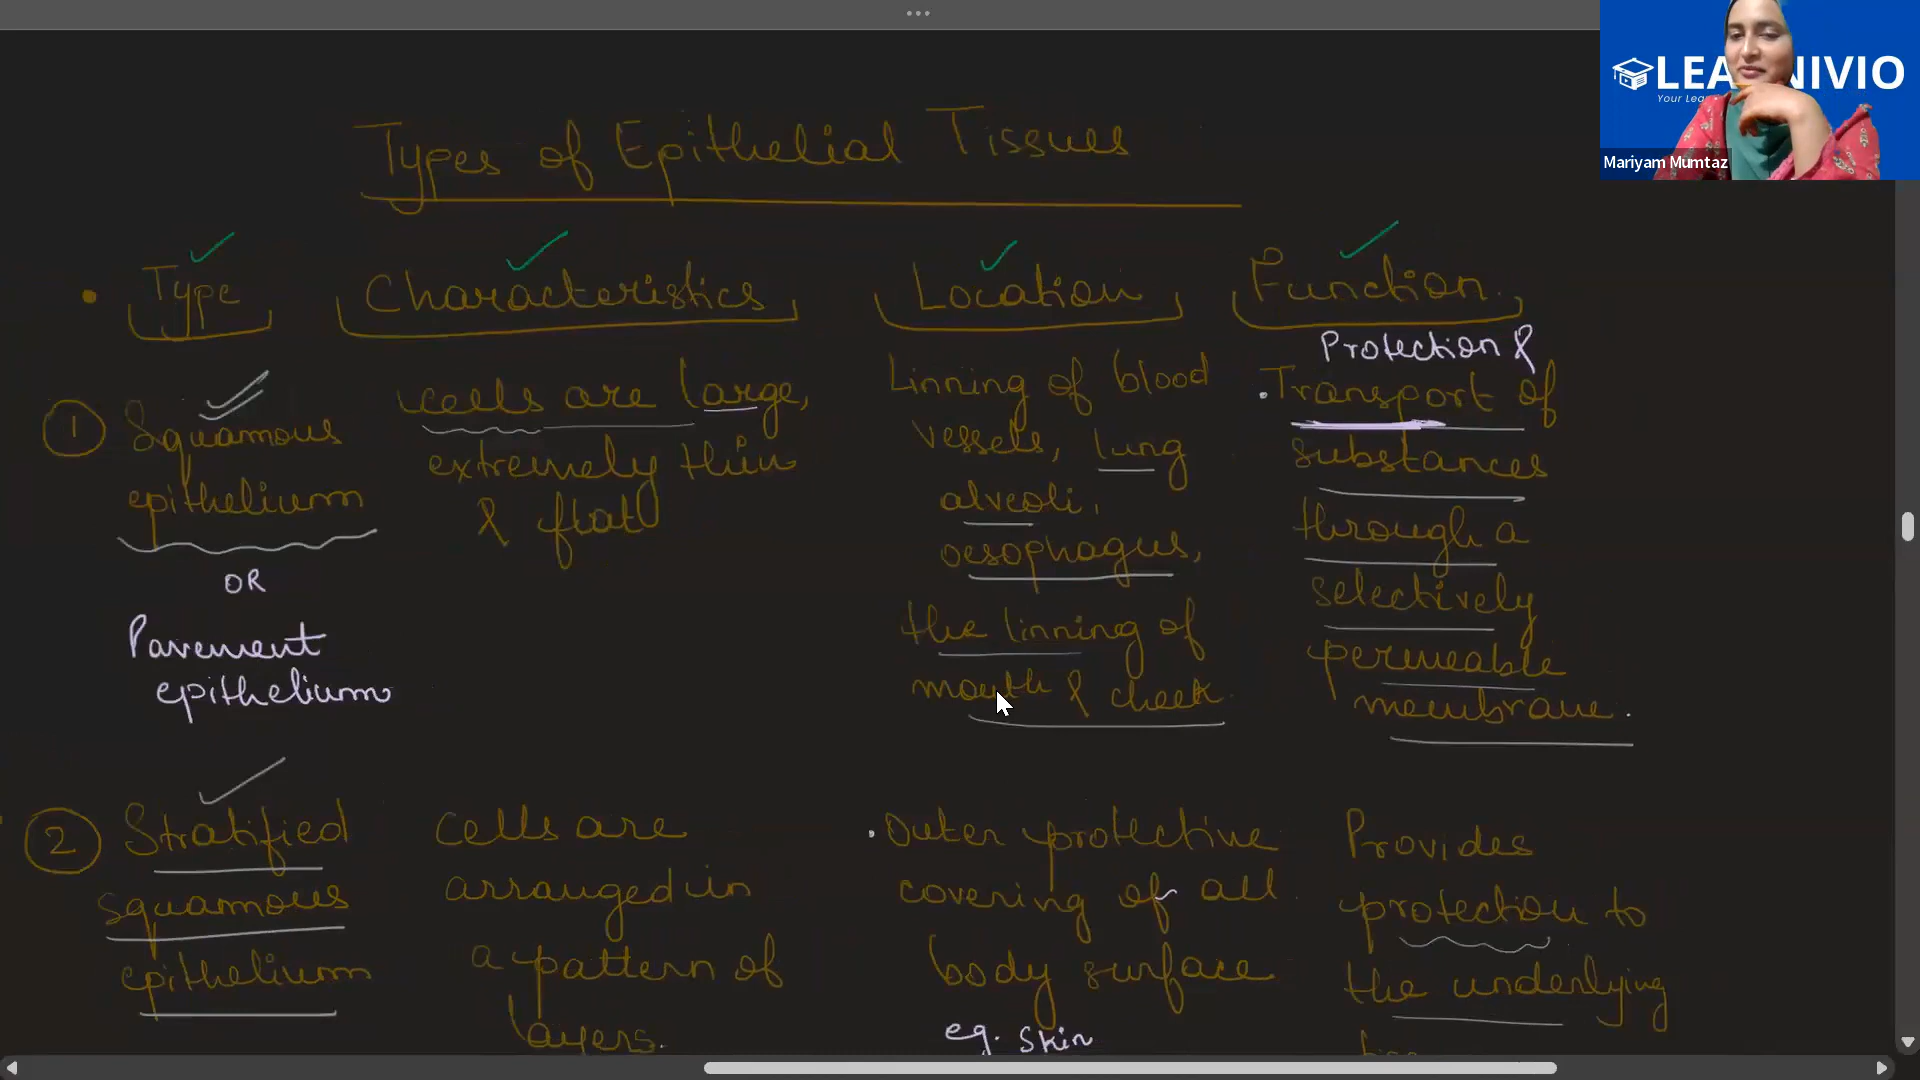 LEA NIVIO
Your Lea
Mariyam Mumtaz
Types of Epithelial Tissues
Type
Characteristics
Location
Function.
① Squamous
epithelium
OR
Pavement
epithelium
cells are large,
extremely thin
& flat
Linning of blood
vessels, lung
alveoli,
oesophagus,
the linning of
mouth & cheek.
Protection &
. Transport of
substances
through a
selectively
permeable
membrane.
② Stratified
squamous
epithelium
cells are
arranged in
a pattern of
layers.
. Outer protective
covering of all
body surface
eg. skin
Provides
protection to
the underlying